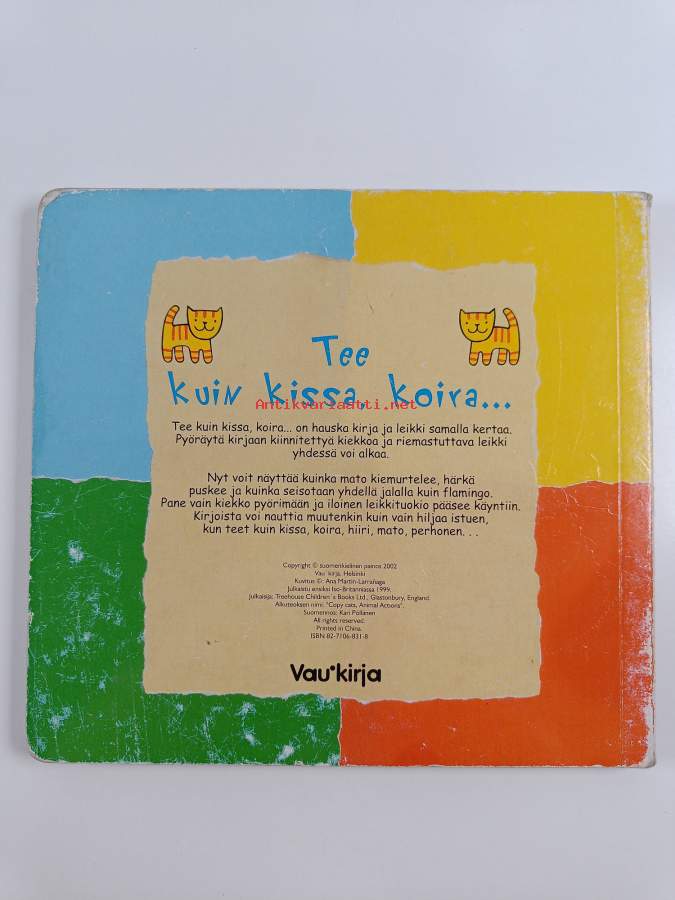 Tee
kuin kissa, koira...
Antikvariaatti.net
Tee kuin kissa, koira... on hauska kirja ja leikki samalla kertaa.
Pyöräytä kirjaan kiinnitettyä kiekkoa ja riemastuttava leikki
yhdessä voi alkaa.
Nyt voit näyttää kuinka mato kiemurtelee, härkä
puskee ja kuinka seisotaan yhdellä jalalla kuin flamingo.
Pane vain kiekko pyörimään ja iloinen leikkituokio pääsee käyntiin.
Kirjoista voi nauttia muutenkin kuin vain hiljaa istuen,
kun teet kuin kissa, koira, hiiri, mato, perhonen. . .
Copyright © suomenkielinen painos 2002
Vau kirja, Helsinki
Kuvitus ©: Ana Martín-Larrañaga
Julkaistu ensiksi Iso-Britanniassa 1999.
Julkaisija: Treehouse Children´s Books Ltd., Glastonbury, England.
Alkuteoksen nimi: "Copy cats, Animal Actions".
Suomennos: Kari Pöllänen
All rights reserved.
Printed in China.
ISBN 82-7106-831-8
Vau•kirja